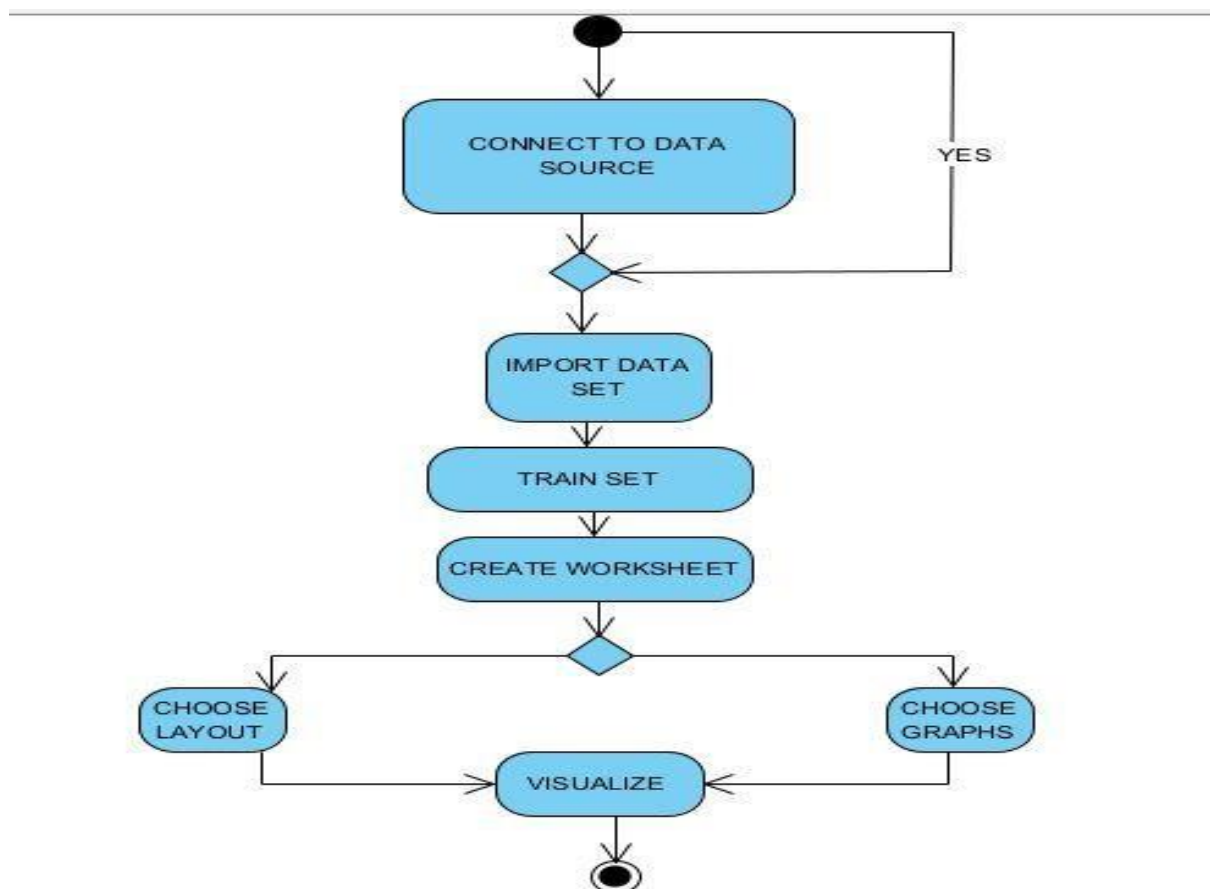 CONNECT TO DATA
SOURCE
YES
IMPORT DATA
SET
TRAIN SET
CREATE WORKSHEET
CHOOSE
LAYOUT
CHOOSE
GRAPHS
VISUALIZE